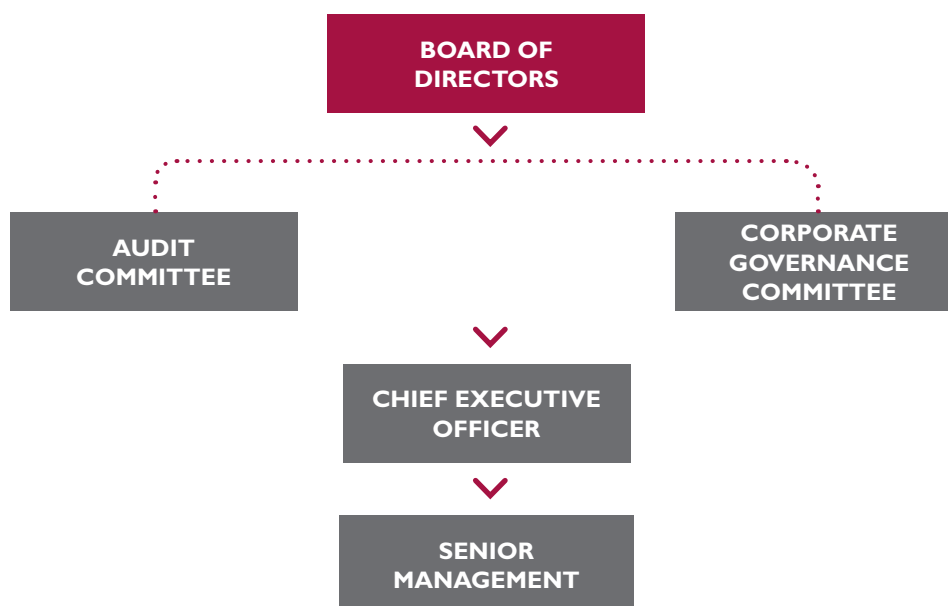 BOARD OF
DIRECTORS
AUDIT
COMMITTEE
CORPORATE
GOVERNANCE
COMMITTEE
CHIEF EXECUTIVE
OFFICER
SENIOR
MANAGEMENT